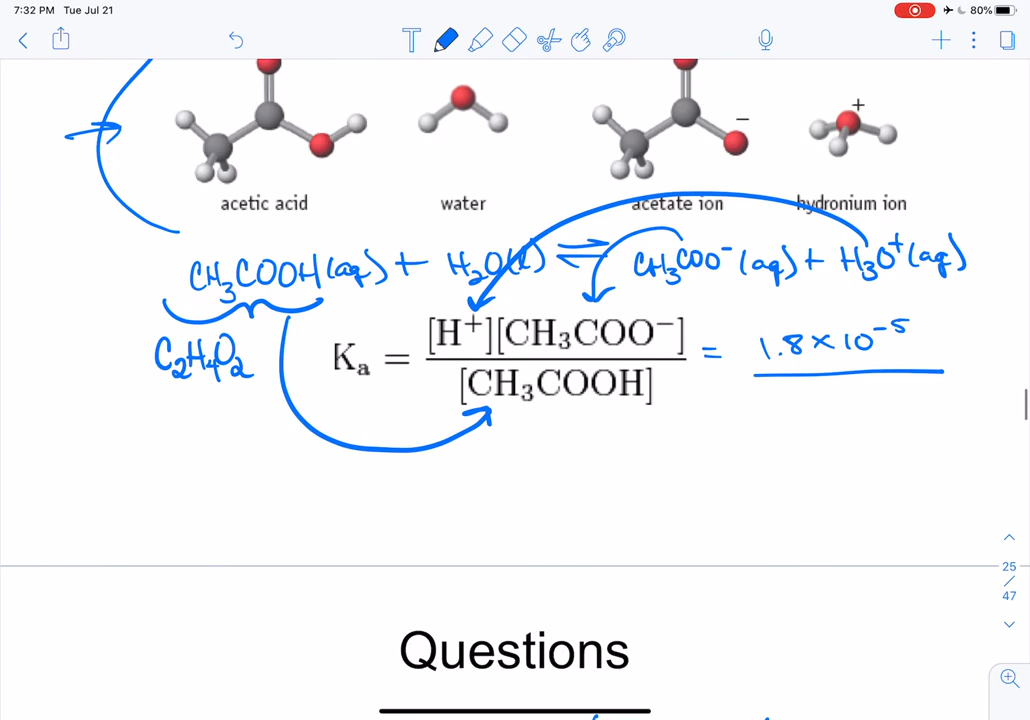 7:32 PM Tue Jul 21
80%
T
acetic acid water acetate ion hydronium ion
+
−
CH₃COOH(aq) + H₂O(l) ⇌ CH₃COO⁻(aq) + H₃O⁺(aq)
C₂H₄O₂
Kₐ = [H⁺][CH₃COO⁻] / [CH₃COOH] = 1.8 × 10⁻⁵
25
/
47
Questions